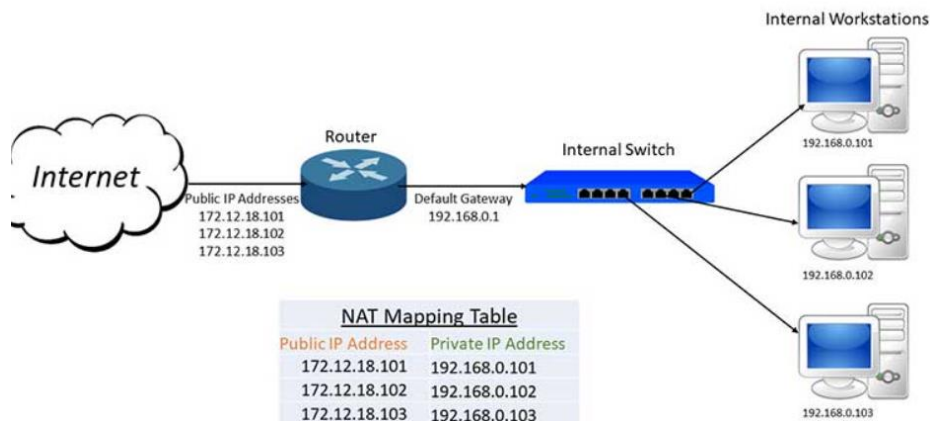 Internal Workstations
192.168.0.101
Router
Internal Switch
Internet
Public IP Addresses
172.12.18.101
172.12.18.102
172.12.18.103
Default Gateway
192.168.0.1
192.168.0.102
192.168.0.103
NAT Mapping Table
Public IP Address Private IP Address
172.12.18.101 192.168.0.101
172.12.18.102 192.168.0.102
172.12.18.103 192.168.0.103